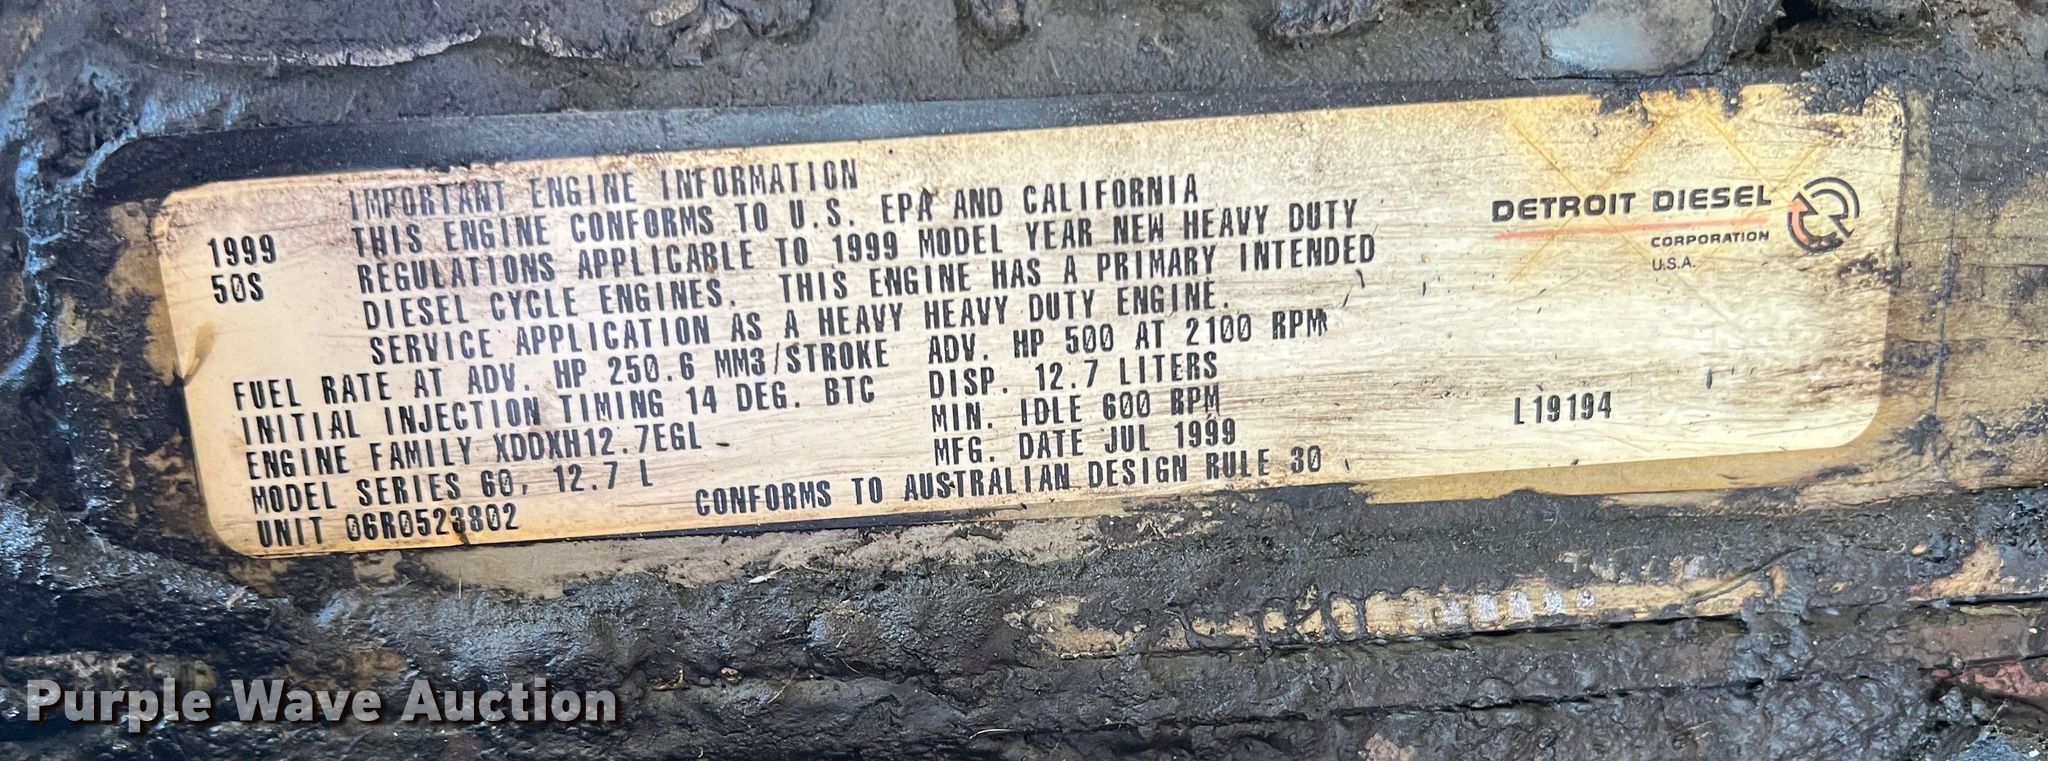 IMPORTANT ENGINE INFORMATION
1999 THIS ENGINE CONFORMS TO U.S. EPA AND CALIFORNIA
50S REGULATIONS APPLICABLE TO 1999 MODEL YEAR NEW HEAVY DUTY
DIESEL CYCLE ENGINES. THIS ENGINE HAS A PRIMARY INTENDED
SERVICE APPLICATION AS A HEAVY HEAVY DUTY ENGINE.
FUEL RATE AT ADV. HP 250.6 MM3/STROKE ADV. HP 500 AT 2100 RPM
INITIAL INJECTION TIMING 14 DEG. BTC DISP. 12.7 LITERS
ENGINE FAMILY XDDXH12.7EGL MIN. IDLE 600 RPM
MODEL SERIES 60, 12.7 L MFG. DATE JUL 1999
UNIT 06R0523802 CONFORMS TO AUSTRALIAN DESIGN RULE 30
DETROIT DIESEL
CORPORATION
U.S.A.
L19194
Purple Wave Auction